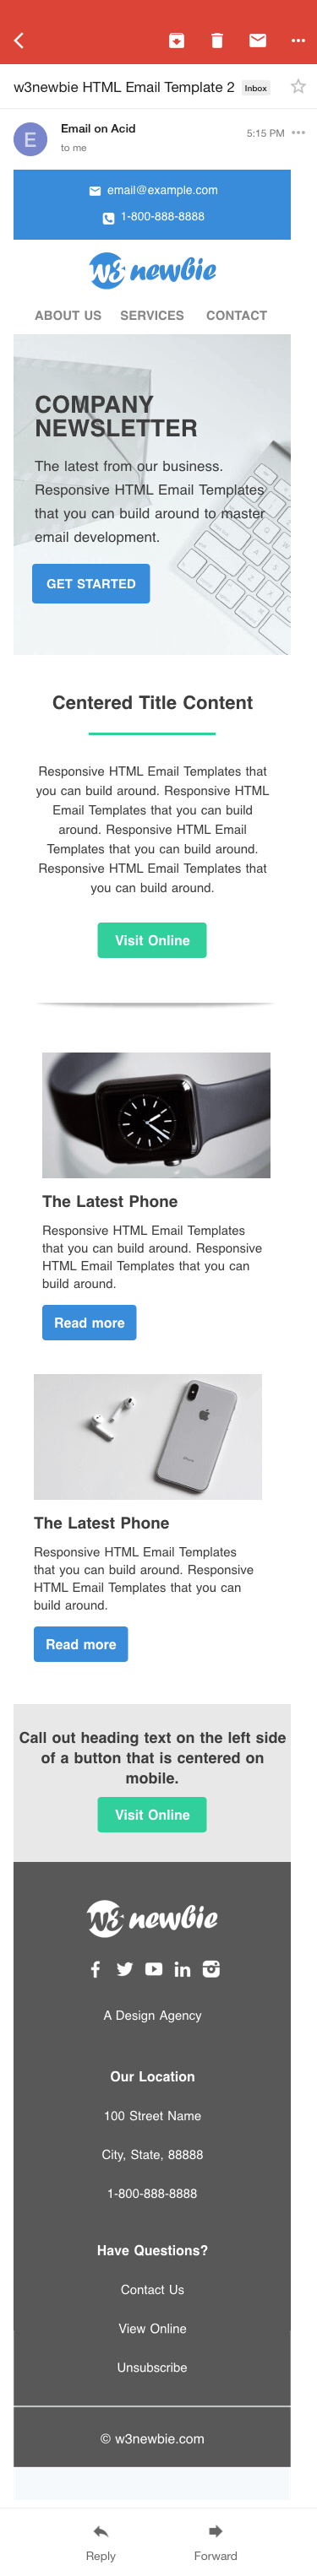 w3newbie HTML Email Template 2 Inbox
E
Email on Acid
5:15 PM
to me
email@example.com
1-800-888-8888
w3 newbie
ABOUT US SERVICES CONTACT
COMPANY
NEWSLETTER
The latest from our business.
Responsive HTML Email Templates
that you can build around to master
email development.
GET STARTED
Centered Title Content
Responsive HTML Email Templates that
you can build around. Responsive HTML
Email Templates that you can build
around. Responsive HTML Email
Templates that you can build around.
Responsive HTML Email Templates that
you can build around.
Visit Online
The Latest Phone
Responsive HTML Email Templates
that you can build around. Responsive
HTML Email Templates that you can
build around.
Read more
The Latest Phone
Responsive HTML Email Templates
that you can build around. Responsive
HTML Email Templates that you can
build around.
Read more
Call out heading text on the left side
of a button that is centered on
mobile.
Visit Online
w3 newbie
A Design Agency
Our Location
100 Street Name
City, State, 88888
1-800-888-8888
Have Questions?
Contact Us
View Online
Unsubscribe
© w3newbie.com
Reply Forward